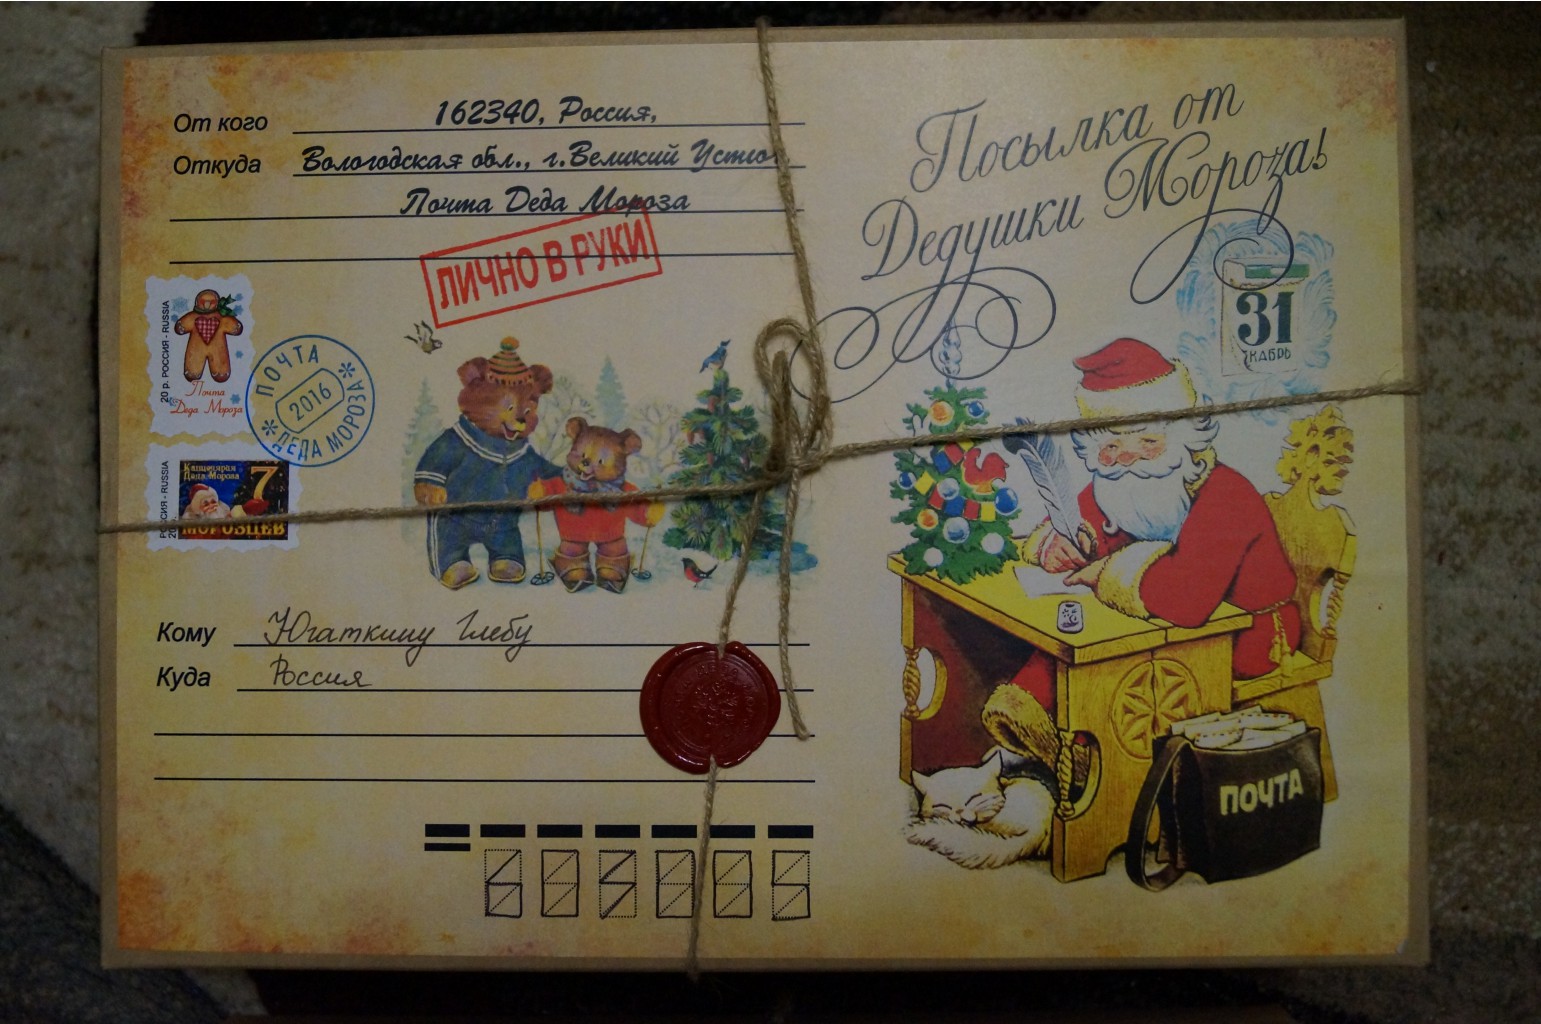 От кого 162340, Россия,
Откуда Вологодская обл., г.Великий
Почта Деда Мороза
ЛИЧНО В РУКИ
Посылка от
Дедушки Мороза!
31
20 р. РОССИЯ - RUSSIA
Почта
Деда Мороза
ПОЧТА
2016
ДЕДА МОРОЗА
РОССИЯ - RUSSIA
Канцелярия
Деда Мороза
7
МОРОЗЦЕВ
Кому Югаткину Глебу
Куда Россия
ПОЧТА